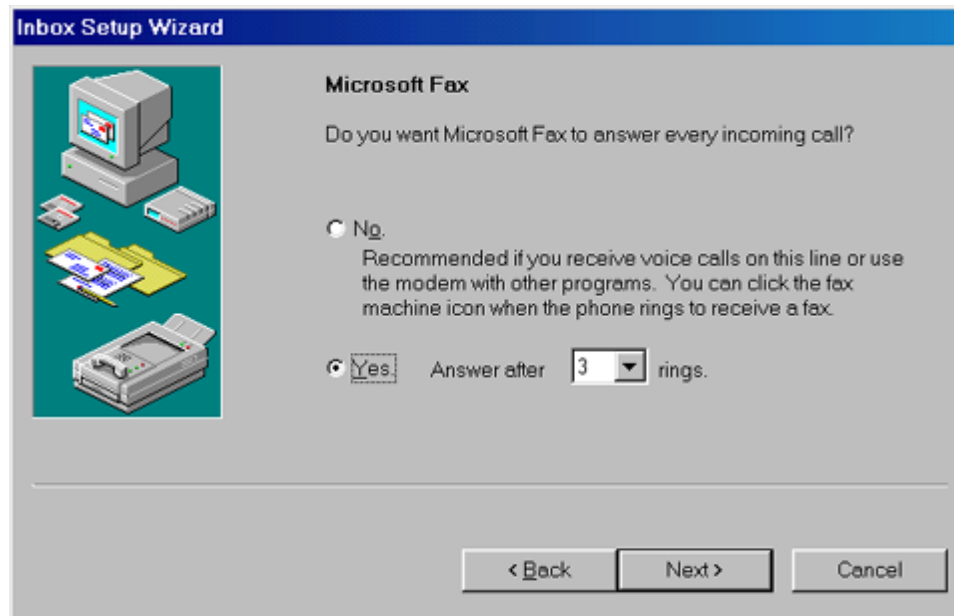 Inbox Setup Wizard
Microsoft Fax
Do you want Microsoft Fax to answer every incoming call?
No.
Recommended if you receive voice calls on this line or use
the modem with other programs. You can click the fax
machine icon when the phone rings to receive a fax.
Yes. Answer after 3 rings.
< Back Next > Cancel